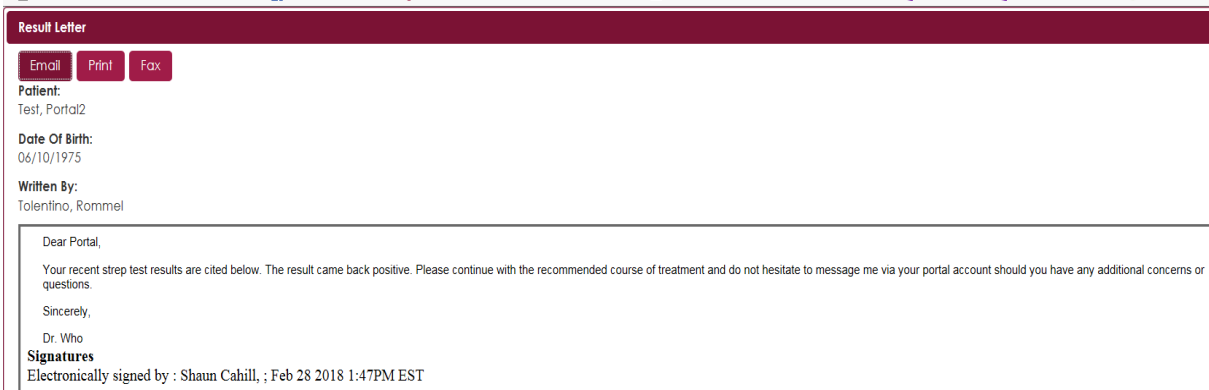 Result Letter
Email Print Fax
Patient:
Test, Portal2
Date Of Birth:
06/10/1975
Written By:
Tolentino, Rommel
Dear Portal,
Your recent strep test results are cited below. The result came back positive. Please continue with the recommended course of treatment and do not hesitate to message me via your portal account should you have any additional concerns or
questions.
Sincerely,
Dr. Who
Signatures
Electronically signed by : Shaun Cahill, ; Feb 28 2018 1:47PM EST